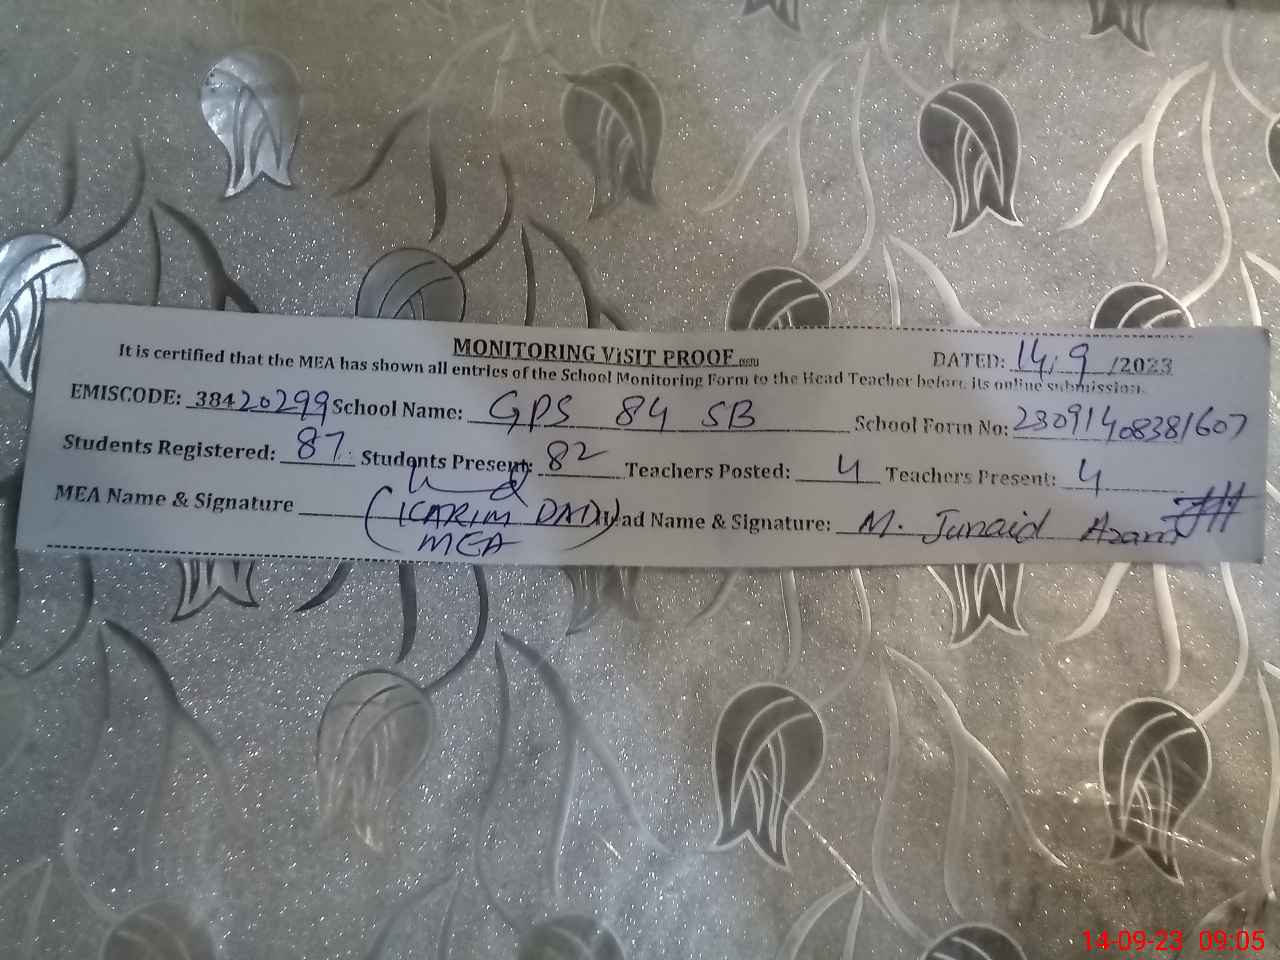 MONITORING VISIT PROOF DATED: 14, 9 /2023
It is certified that the MEA has shown all entries of the School Monitoring Form to the Head Teacher before its online submission.
EMISCODE: 38420299 School Name: GPS 84 SB School Form No: 23091408381607
Students Registered: 87 Students Present: 82 Teachers Posted: 4 Teachers Present: 4
MEA Name & Signature (KARIM DAD) Head Name & Signature: M. Junaid Azam
MEA
14-09-23 09:05